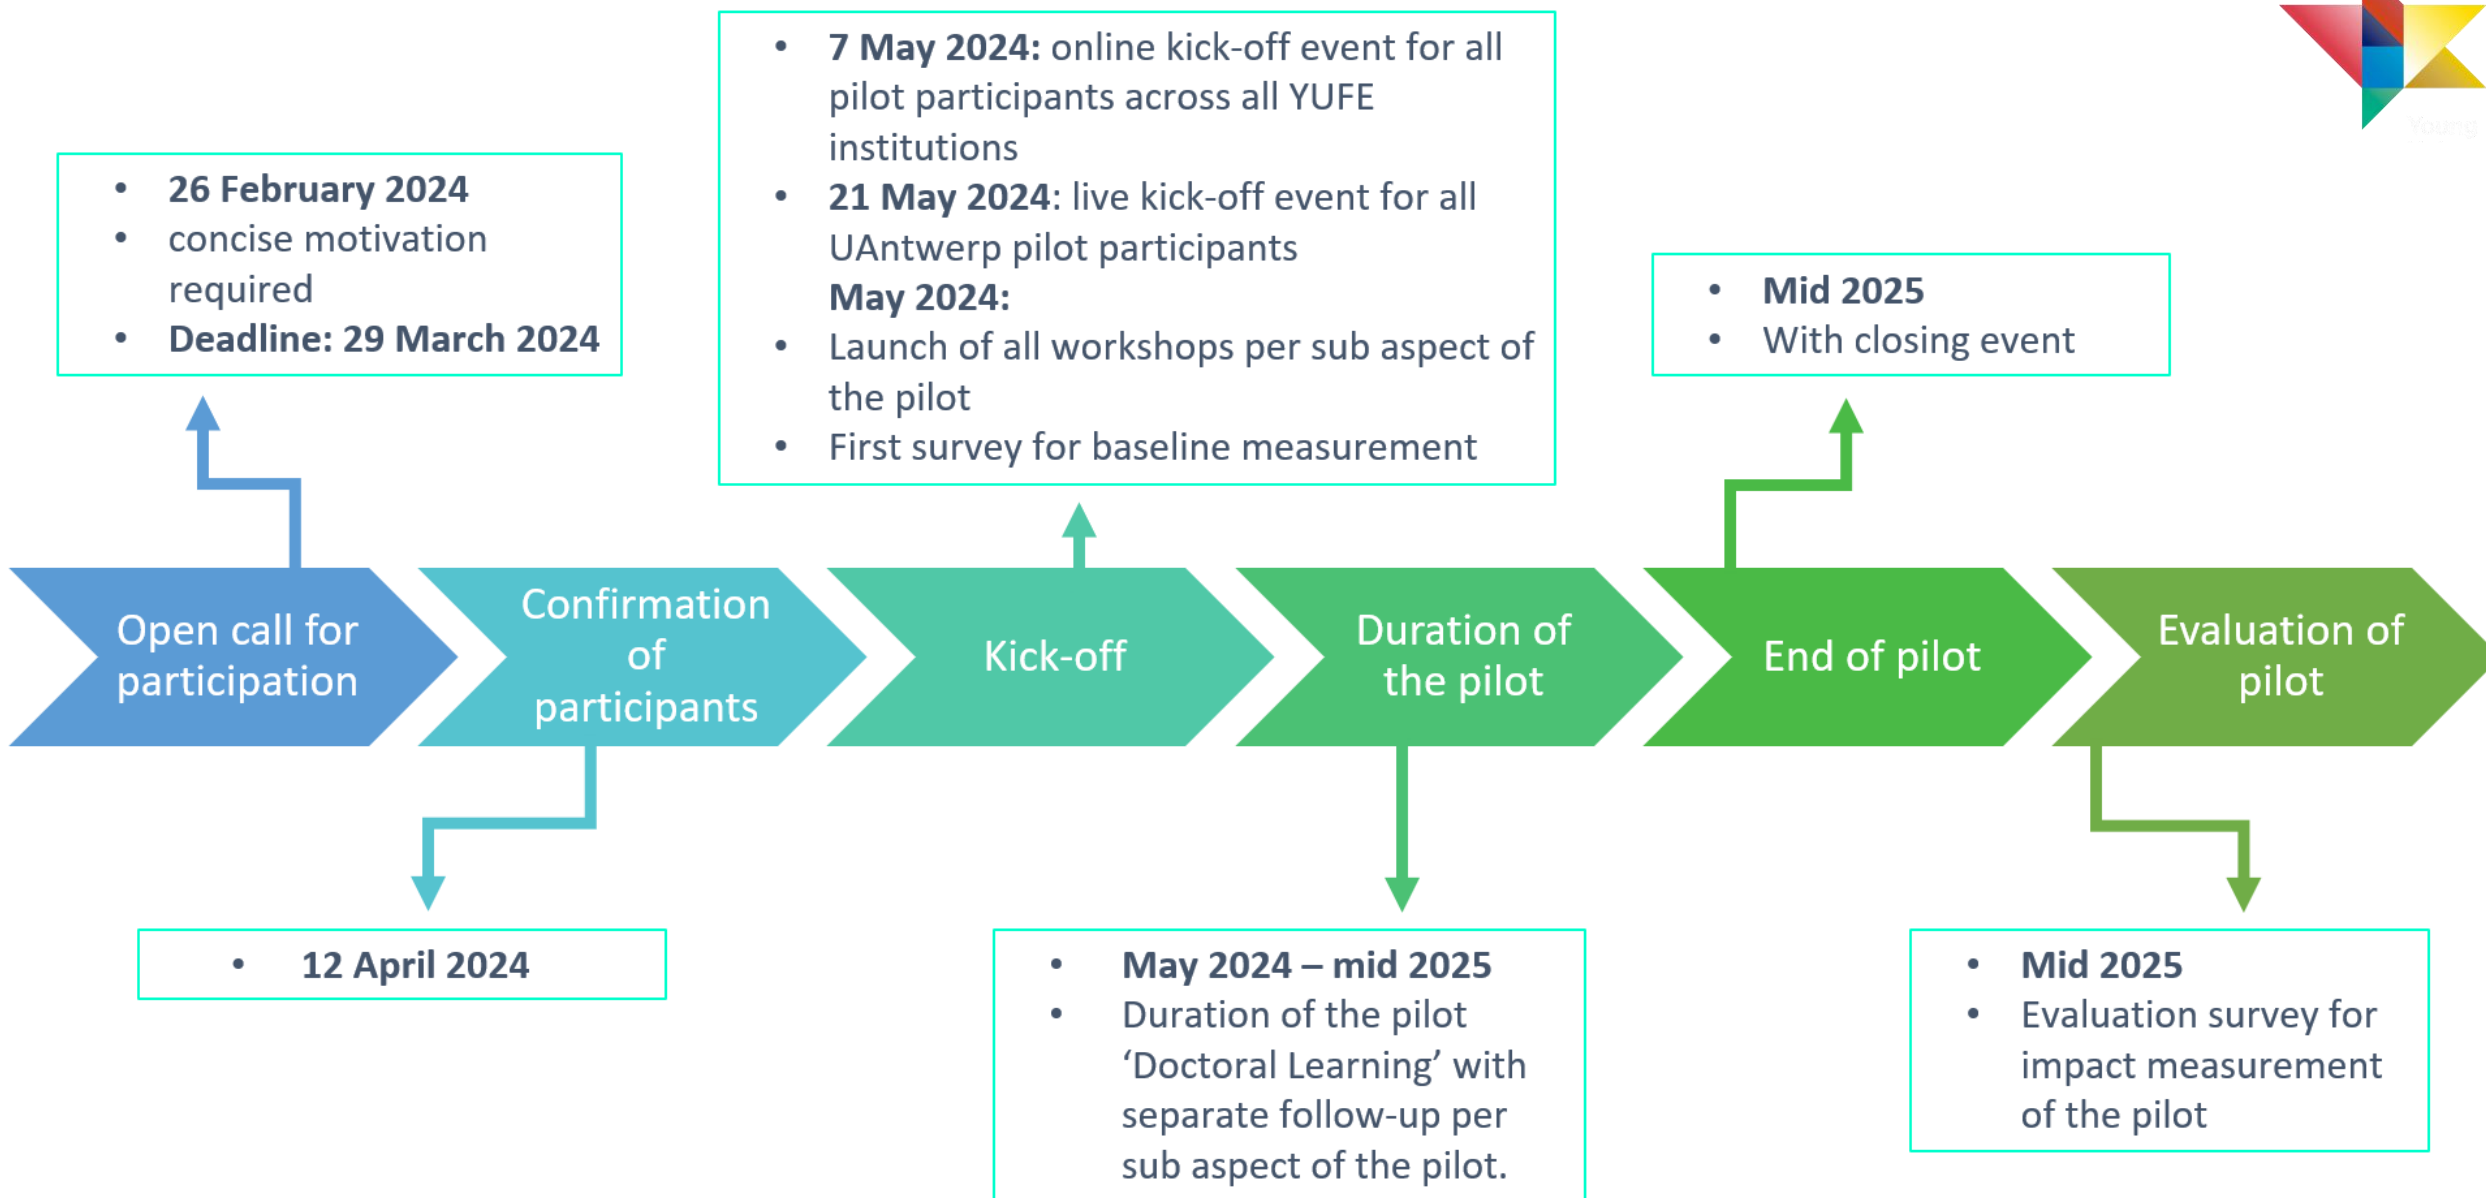 • 7 May 2024: online kick-off event for all
pilot participants across all YUFE
institutions
• 21 May 2024: live kick-off event for all
UAntwerp pilot participants
May 2024:
• Launch of all workshops per sub aspect of
the pilot
• First survey for baseline measurement
Young
• 26 February 2024
• concise motivation
required
• Deadline: 29 March 2024
• Mid 2025
• With closing event
Open call for
participation
Confirmation
of
participants
Kick-off
Duration of
the pilot
End of pilot
Evaluation of
pilot
• 12 April 2024
• May 2024 – mid 2025
• Duration of the pilot
‘Doctoral Learning’ with
separate follow-up per
sub aspect of the pilot.
• Mid 2025
• Evaluation survey for
impact measurement
of the pilot